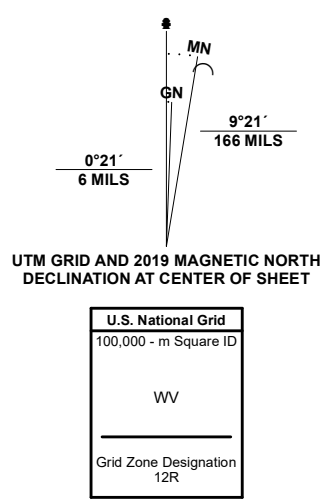 MN
GN
9°21´
166 MILS
0°21´
6 MILS
UTM GRID AND 2019 MAGNETIC NORTH
DECLINATION AT CENTER OF SHEET
U.S. National Grid
100,000 - m Square ID
WV
Grid Zone Designation
12R